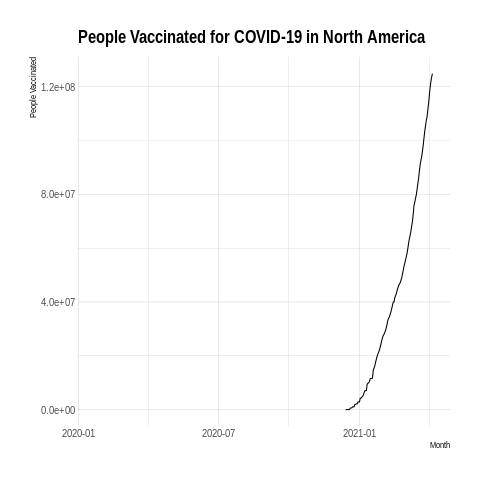 People Vaccinated for COVID-19 in North America
People Vaccinated
1.2e+08
8.0e+07
4.0e+07
0.0e+00
2020-01
2020-07
2021-01
Month